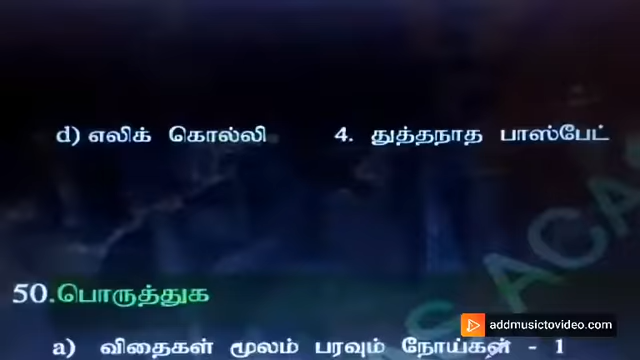 d) எலிக் கொல்லி 4. துத்தநாத பாஸ்பேட்
50.பொருத்துக
a) விதைகள் மூலம் பரவும் நோய்கள் - 1
addmusictovideo.com